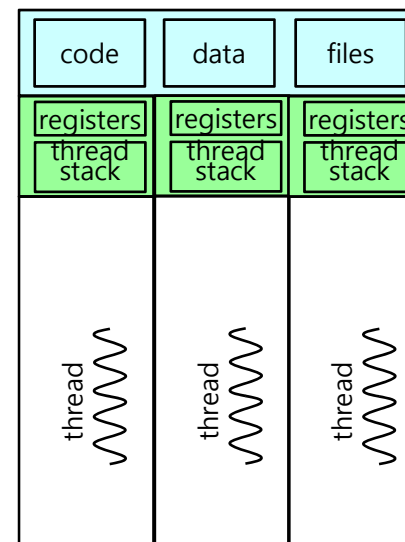 code data files
registers registers registers
thread thread thread
stack stack stack
thread thread thread